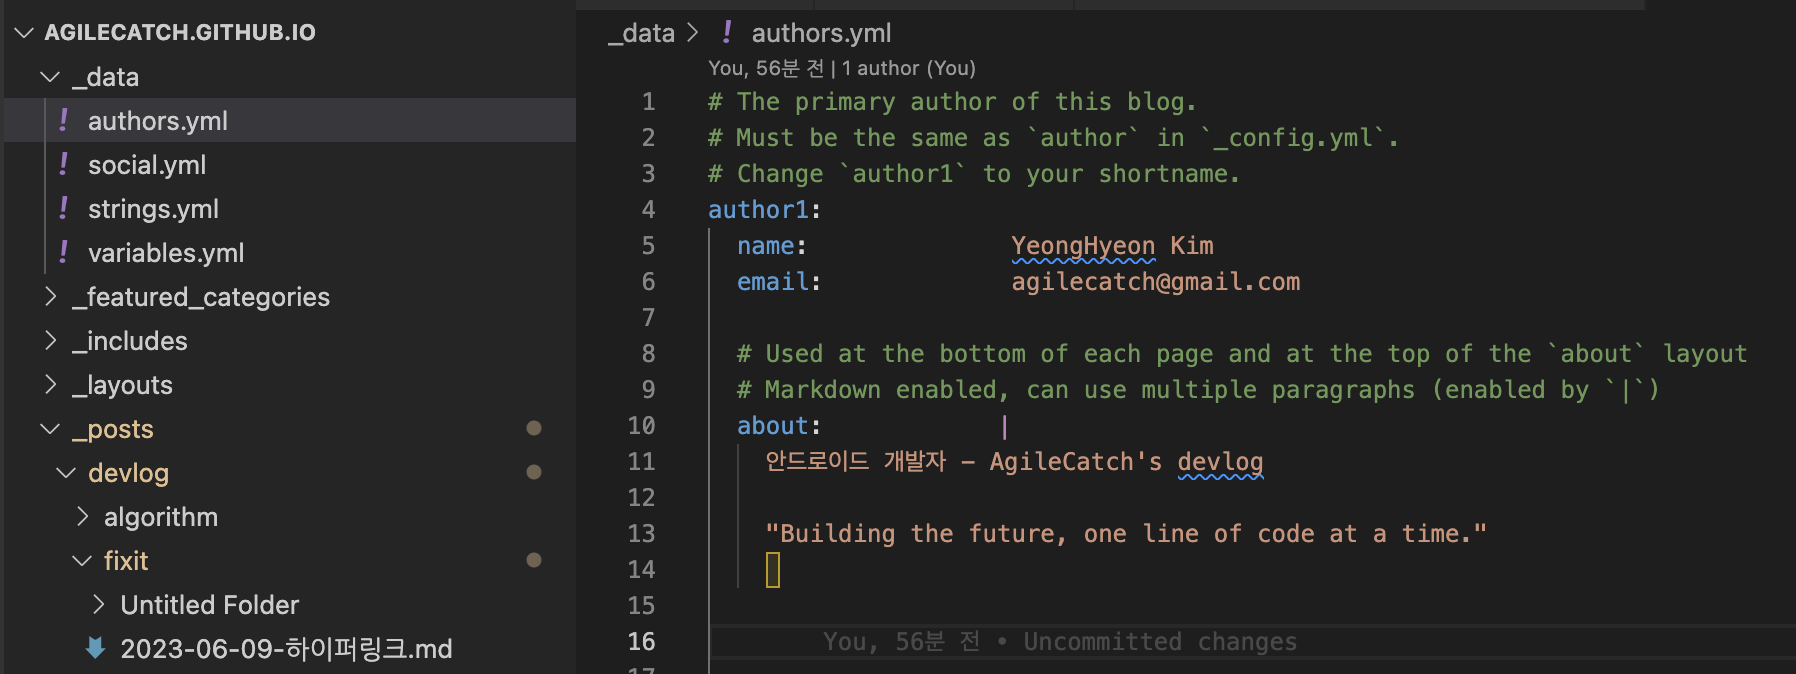 AGILECATCH.GITHUB.IO
_data
authors.yml
social.yml
strings.yml
variables.yml
_featured_categories
_includes
_layouts
_posts
devlog
algorithm
fixit
Untitled Folder
2023-06-09-하이퍼링크.md
_data > ! authors.yml
You, 56분 전 | 1 author (You)
1 # The primary author of this blog.
2 # Must be the same as `author` in `_config.yml`.
3 # Change `author1` to your shortname.
4 author1:
5 name: YeongHyeon Kim
6 email: agilecatch@gmail.com
7
8 # Used at the bottom of each page and at the top of the `about` layout
9 # Markdown enabled, can use multiple paragraphs (enabled by `|`)
10 about: |
11 안드로이드 개발자 - AgileCatch's devlog
12
13 "Building the future, one line of code at a time."
14
15
16 You, 56분 전 • Uncommitted changes
17